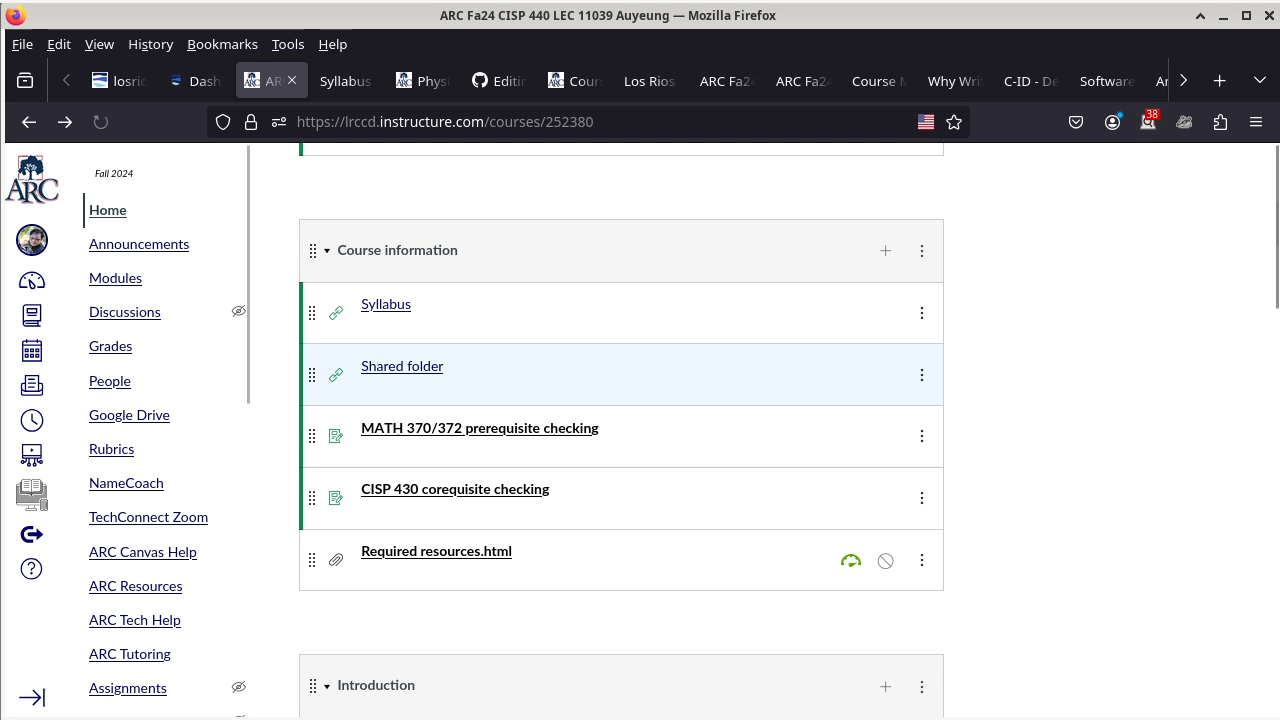 ARC Fa24 CISP 440 LEC 11039 Auyeung — Mozilla Firefox
File Edit View History Bookmarks Tools Help
losrio Dash AR Syllabus Physi Editin Cours Los Rios ARC Fa24 ARC Fa24 Course M Why Writ C-ID - De Software Ar
https://lrccd.instructure.com/courses/252380
38
ARC
Fall 2024
Home
Announcements
Modules
Discussions
Grades
People
Google Drive
Rubrics
NameCoach
TechConnect Zoom
ARC Canvas Help
ARC Resources
ARC Tech Help
ARC Tutoring
Assignments
Course information
Syllabus
Shared folder
MATH 370/372 prerequisite checking
CISP 430 corequisite checking
Required resources.html
Introduction